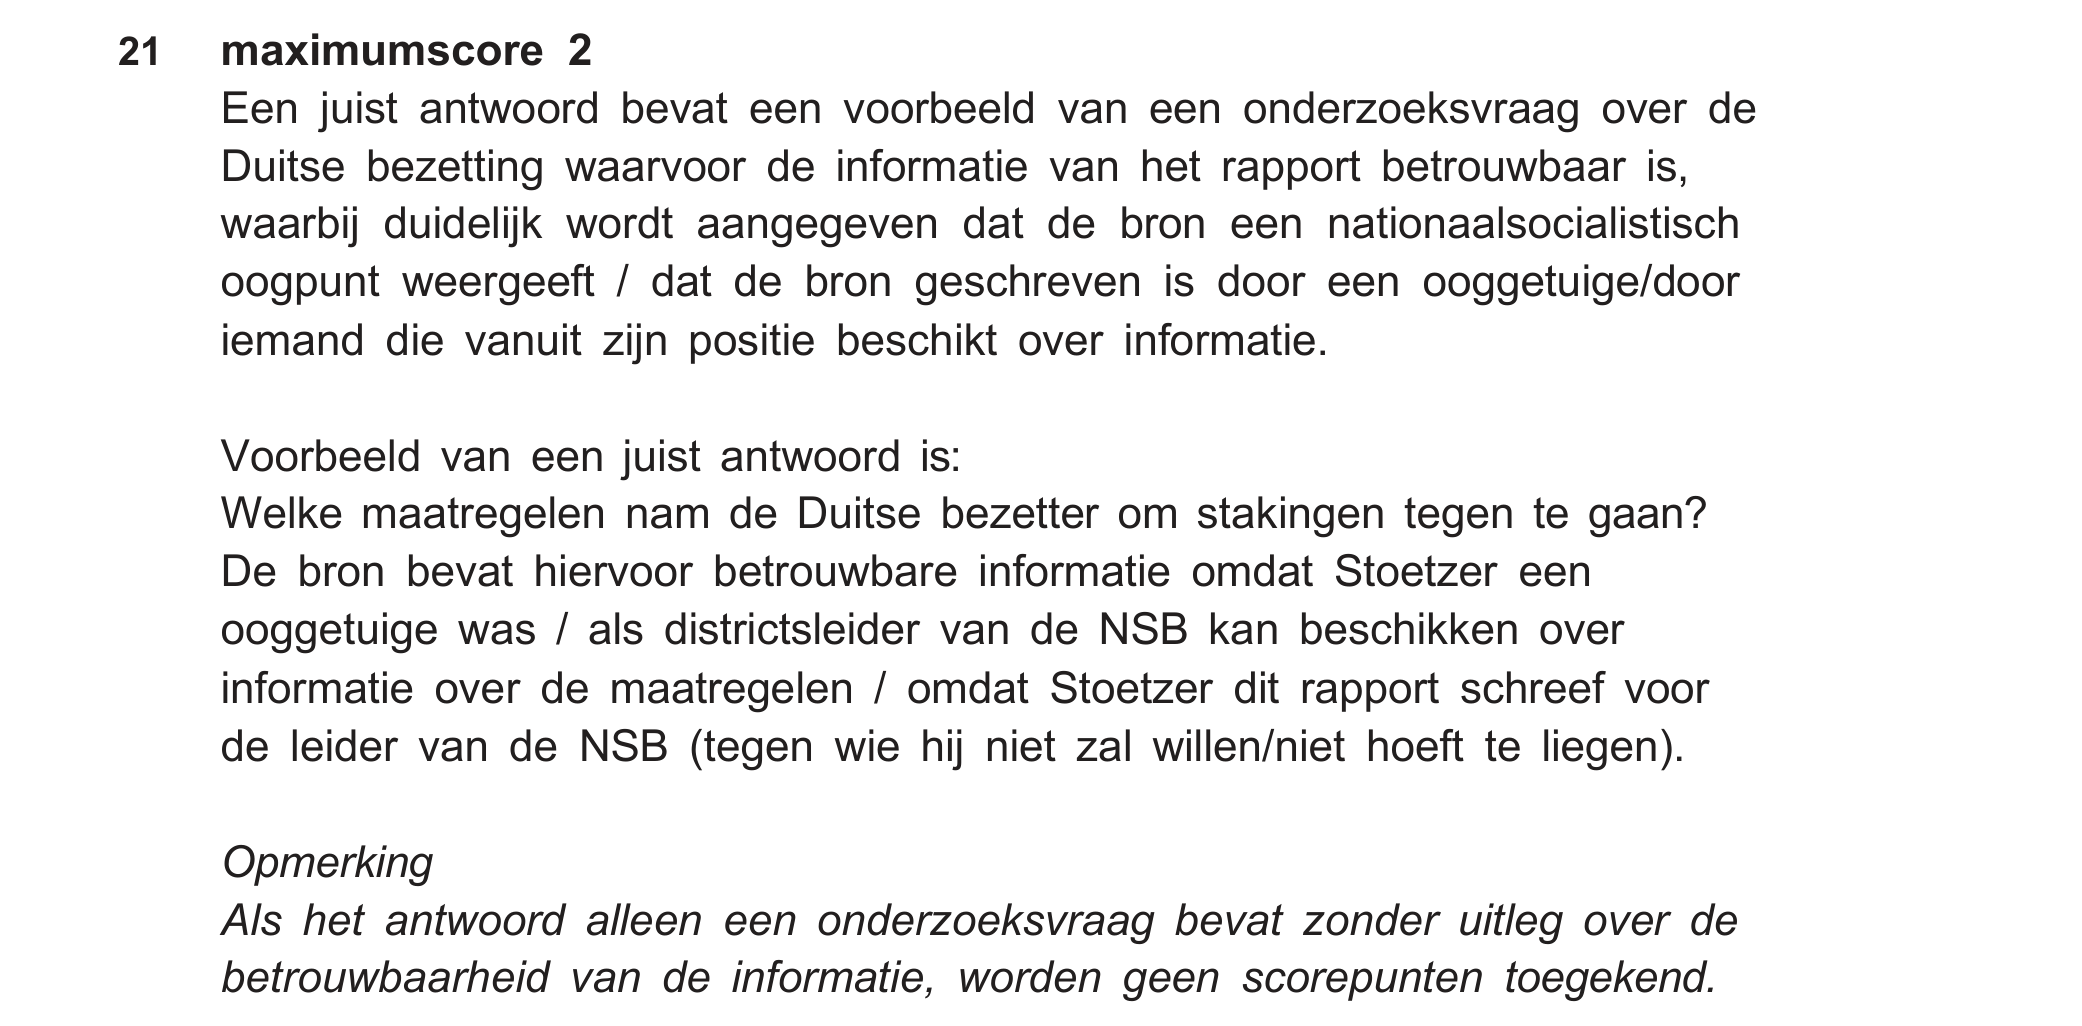 21 maximumscore 2
Een juist antwoord bevat een voorbeeld van een onderzoeksvraag over de
Duitse bezetting waarvoor de informatie van het rapport betrouwbaar is,
waarbij duidelijk wordt aangegeven dat de bron een nationaalsocialistisch
oogpunt weergeeft / dat de bron geschreven is door een ooggetuige/door
iemand die vanuit zijn positie beschikt over informatie.
Voorbeeld van een juist antwoord is:
Welke maatregelen nam de Duitse bezetter om stakingen tegen te gaan?
De bron bevat hiervoor betrouwbare informatie omdat Stoetzer een
ooggetuige was / als districtsleider van de NSB kan beschikken over
informatie over de maatregelen / omdat Stoetzer dit rapport schreef voor
de leider van de NSB (tegen wie hij niet zal willen/niet hoeft te liegen).
Opmerking
Als het antwoord alleen een onderzoeksvraag bevat zonder uitleg over de
betrouwbaarheid van de informatie, worden geen scorepunten toegekend.